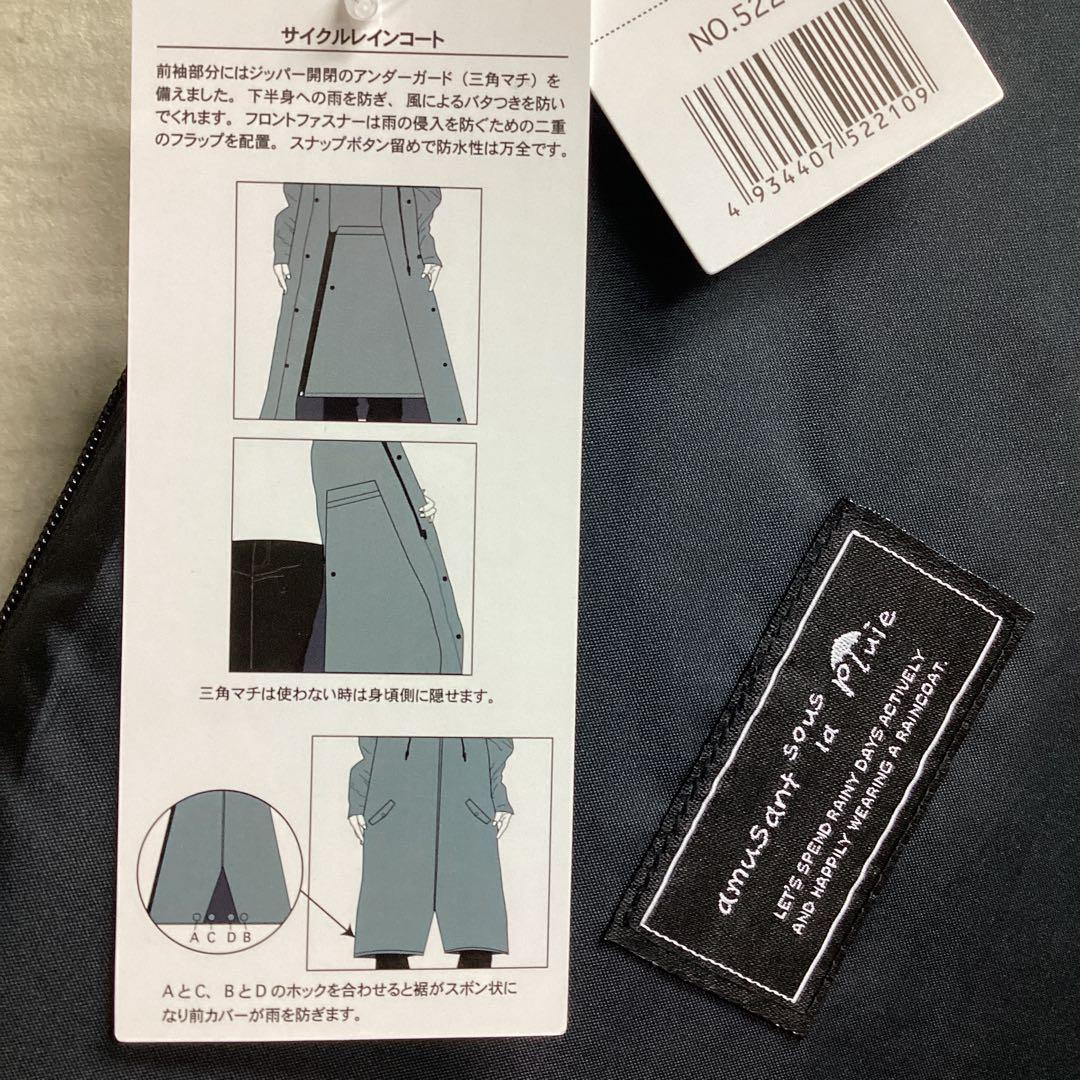 サイクルレインコート
前袖部分にはジッパー開閉のアンダーガード（三角マチ）を
備えました。下半身への雨を防ぎ、風によるバタつきを防い
でくれます。フロントファスナーは雨の侵入を防ぐための二重
のフラップを配置。スナップボタン留めで防水性は万全です。
三角マチは使わない時は身頃側に隠せます。
A C D B
AとC、BとDのホックを合わせると裾がズボン状に
なり前カバーが雨を防ぎます。
NO.522
4 934407 522109
amusant sous
la pluie
LET'S SPEND RAINY DAYS ACTIVELY
AND HAPPILY WEARING A RAINCOAT.